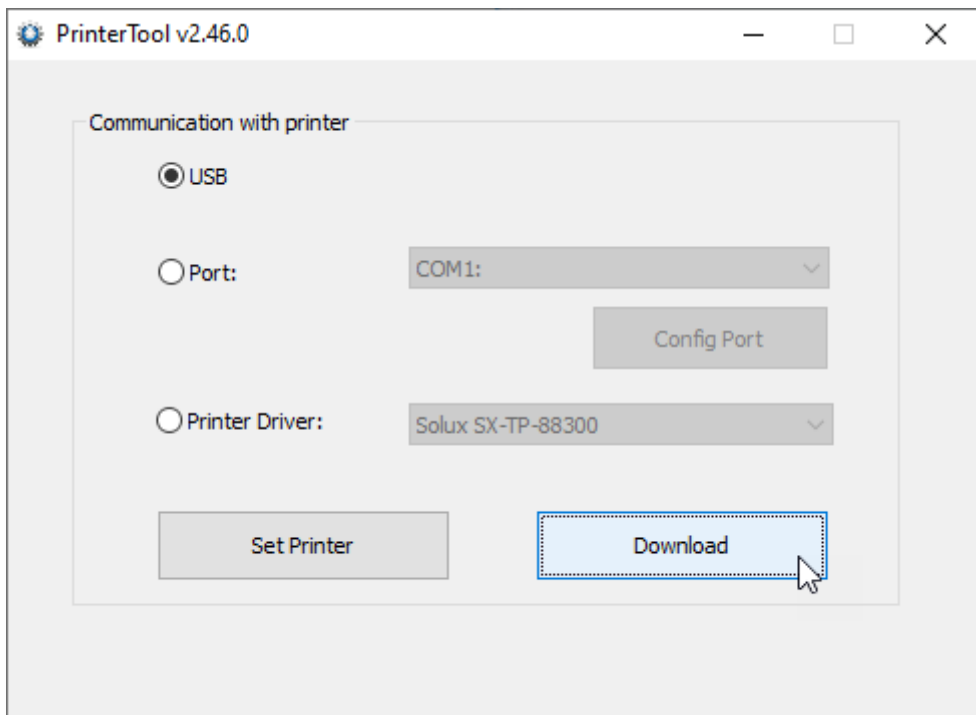 PrinterTool v2.46.0
Communication with printer
USB
Port:
COM1:
Config Port
Printer Driver:
Solux SX-TP-88300
Set Printer
Download